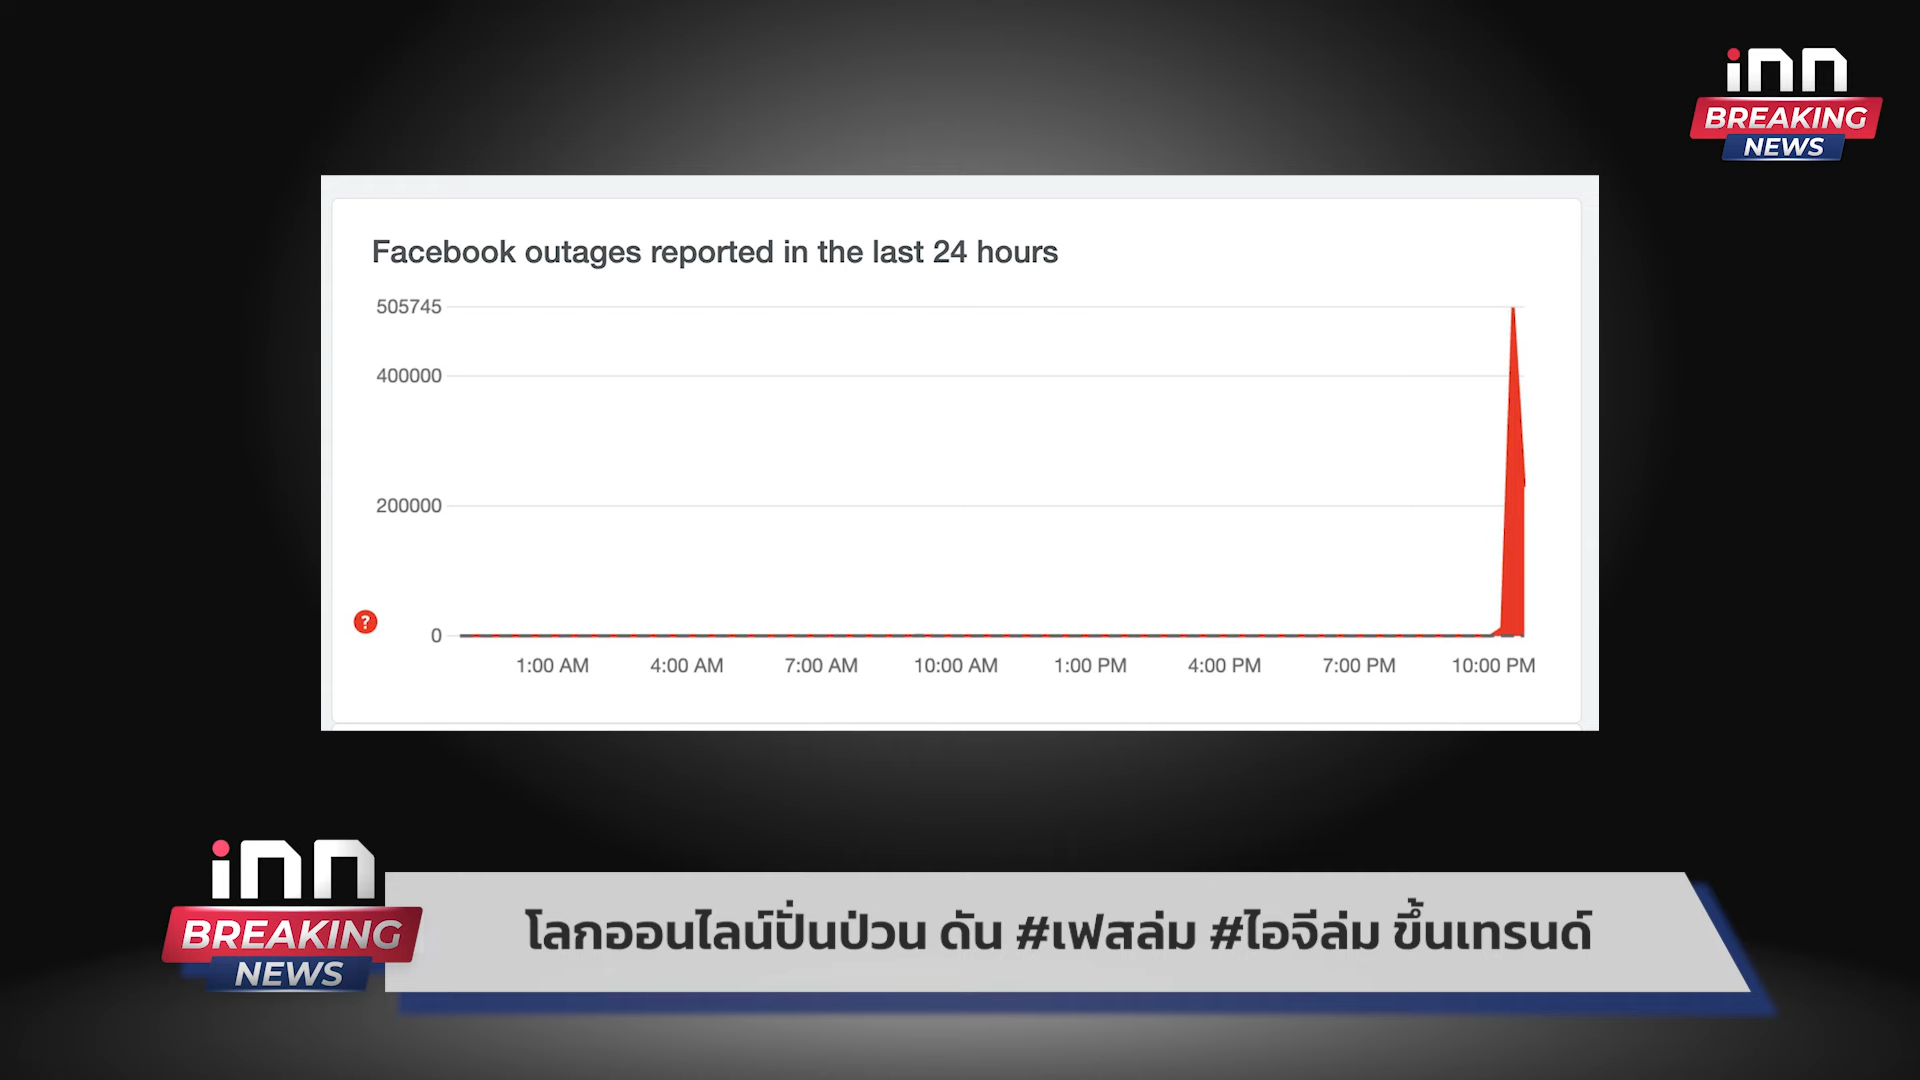 inn
BREAKING
NEWS
Facebook outages reported in the last 24 hours
505745
400000
200000
?
0
1:00 AM 4:00 AM 7:00 AM 10:00 AM 1:00 PM 4:00 PM 7:00 PM 10:00 PM
inn
BREAKING
NEWS
โลกออนไลน์ปั่นป่วน ดัน #เฟสล่ม #ไอจีล่ม ขึ้นเทรนด์